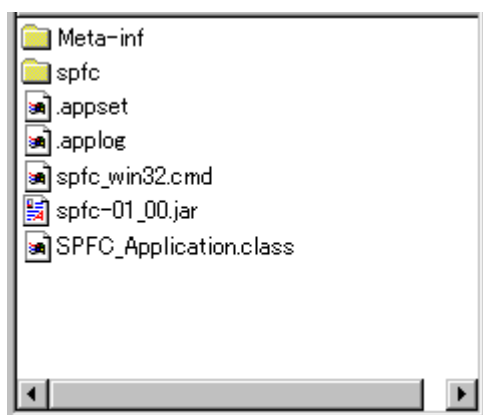 Meta-inf
spfc
.appset
.applog
spfc_win32.cmd
spfc-01_00.jar
SPFC_Application.class